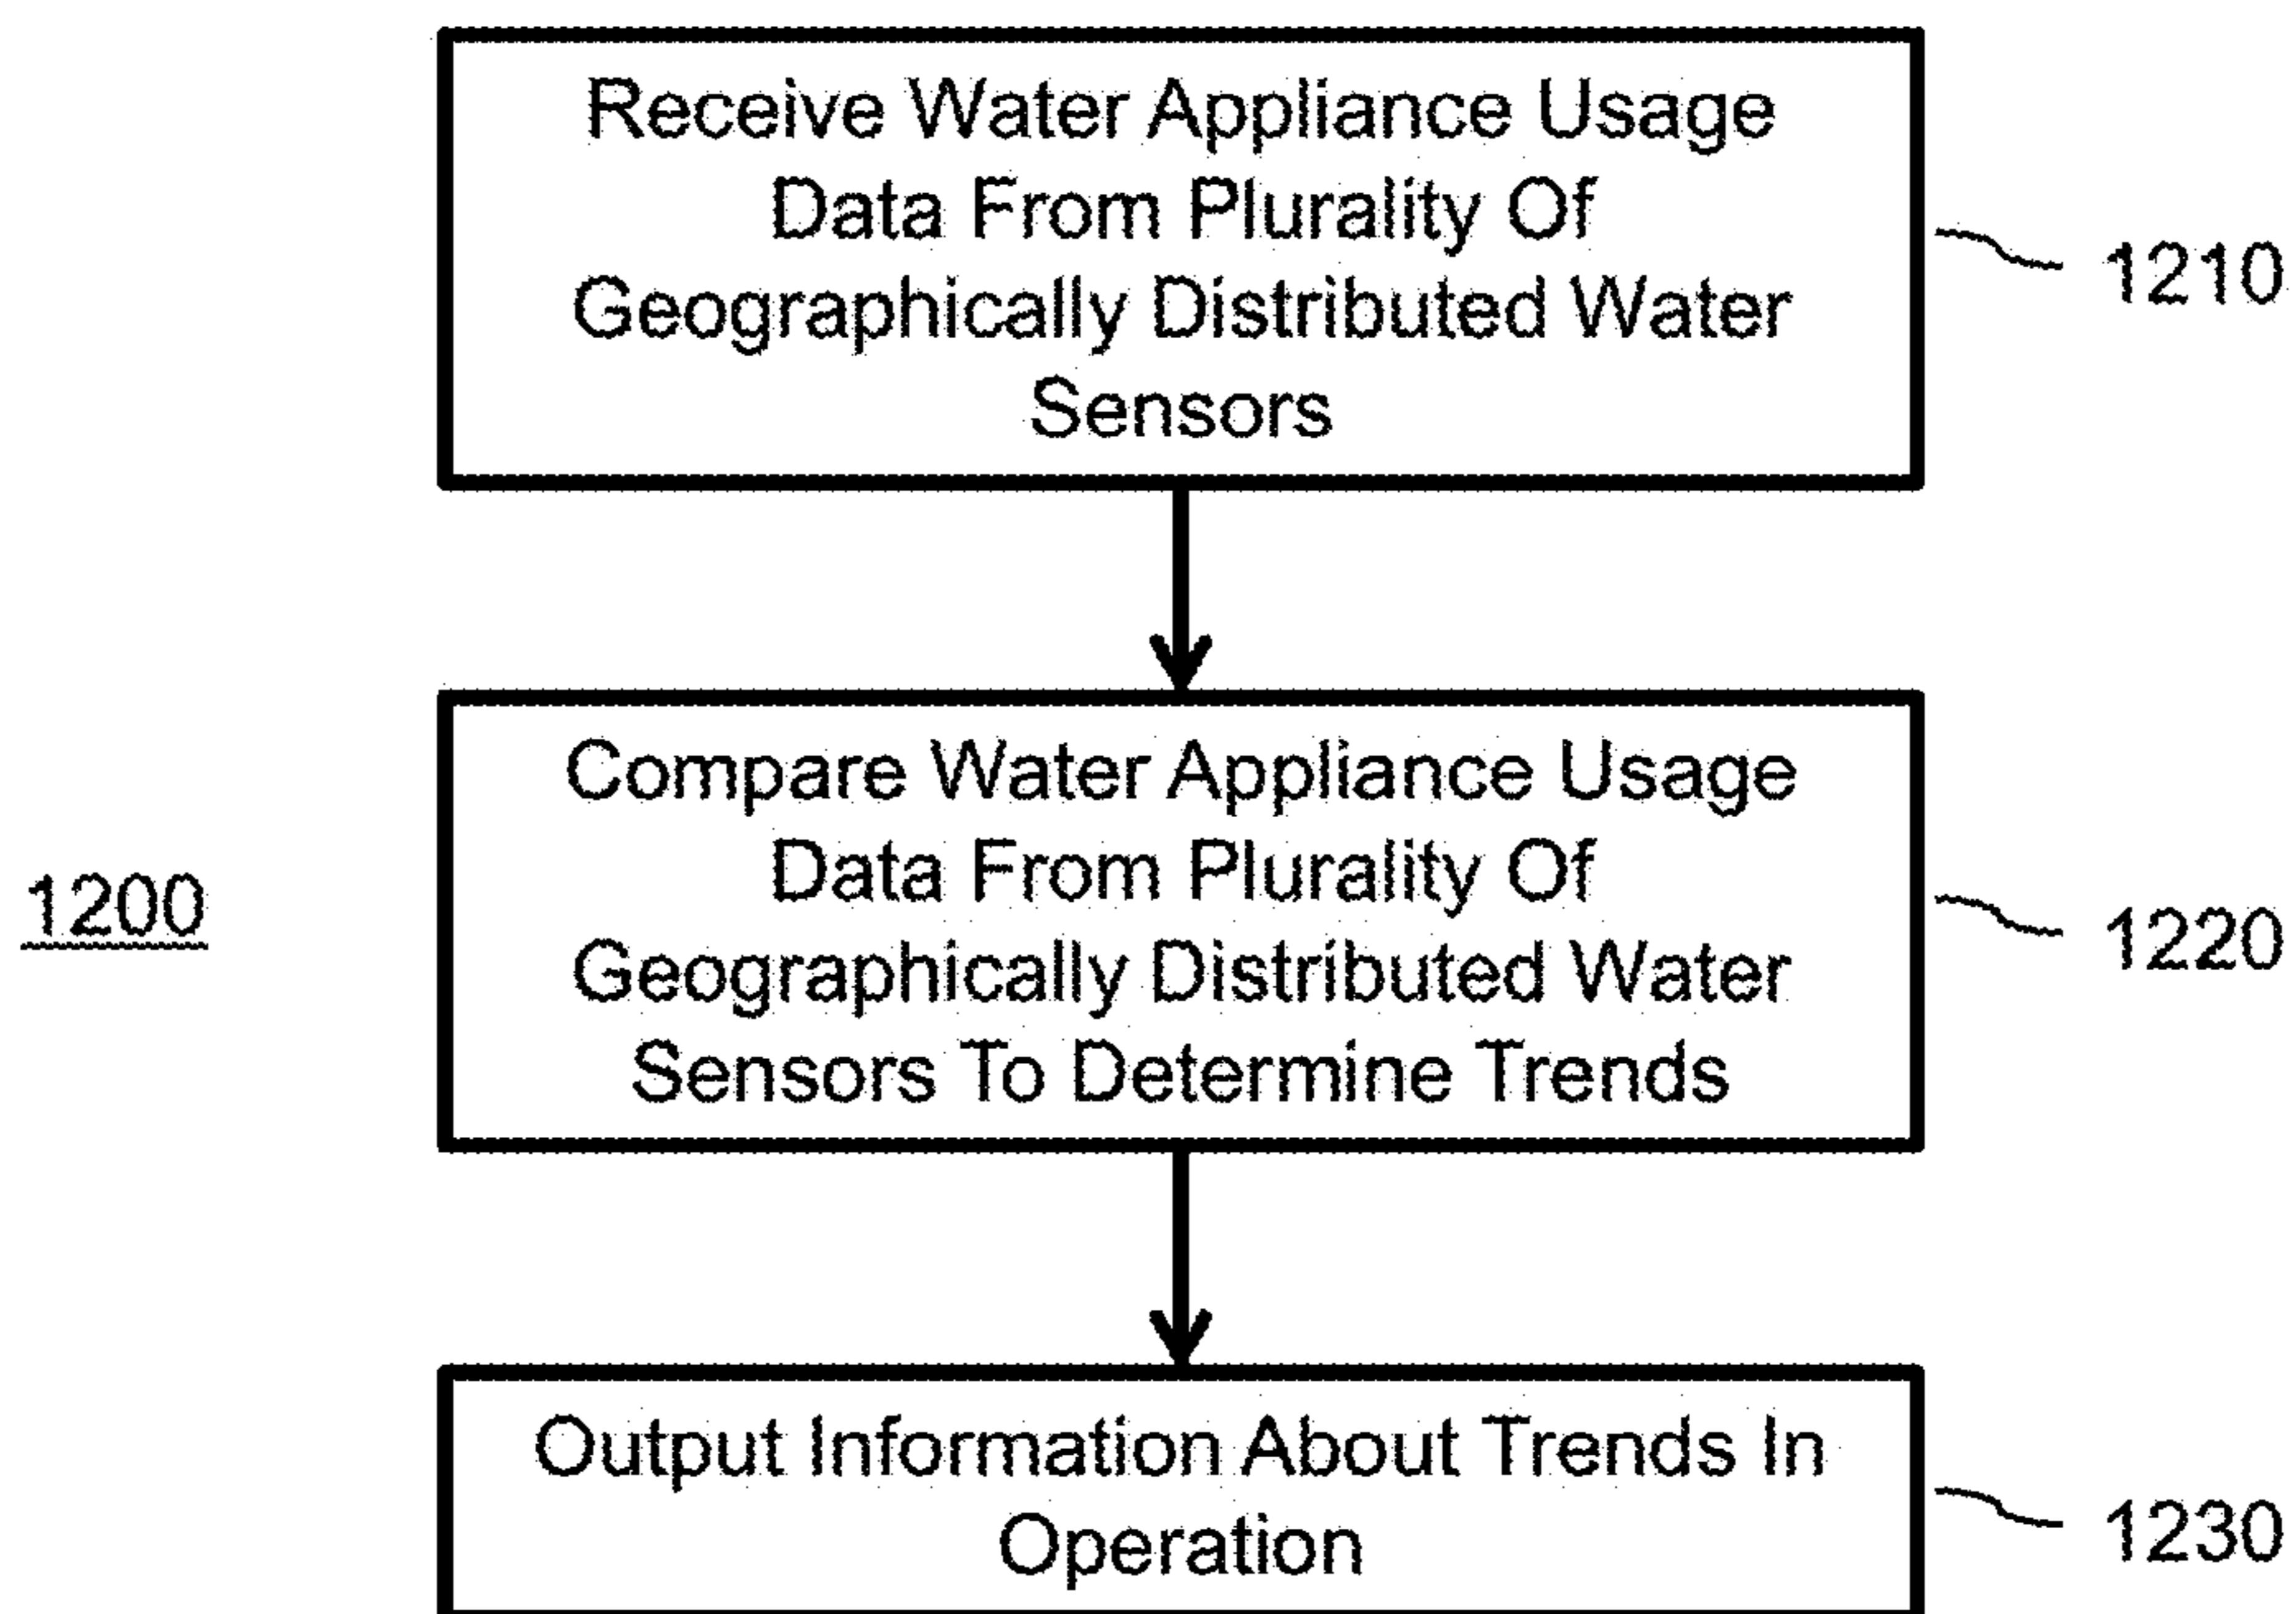 Receive Water Appliance Usage
Data From Plurality Of
Geographically Distributed Water
Sensors
1210
Compare Water Appliance Usage
Data From Plurality Of
Geographically Distributed Water
Sensors To Determine Trends
1200
1220
Output Information About Trends In
Operation
1230